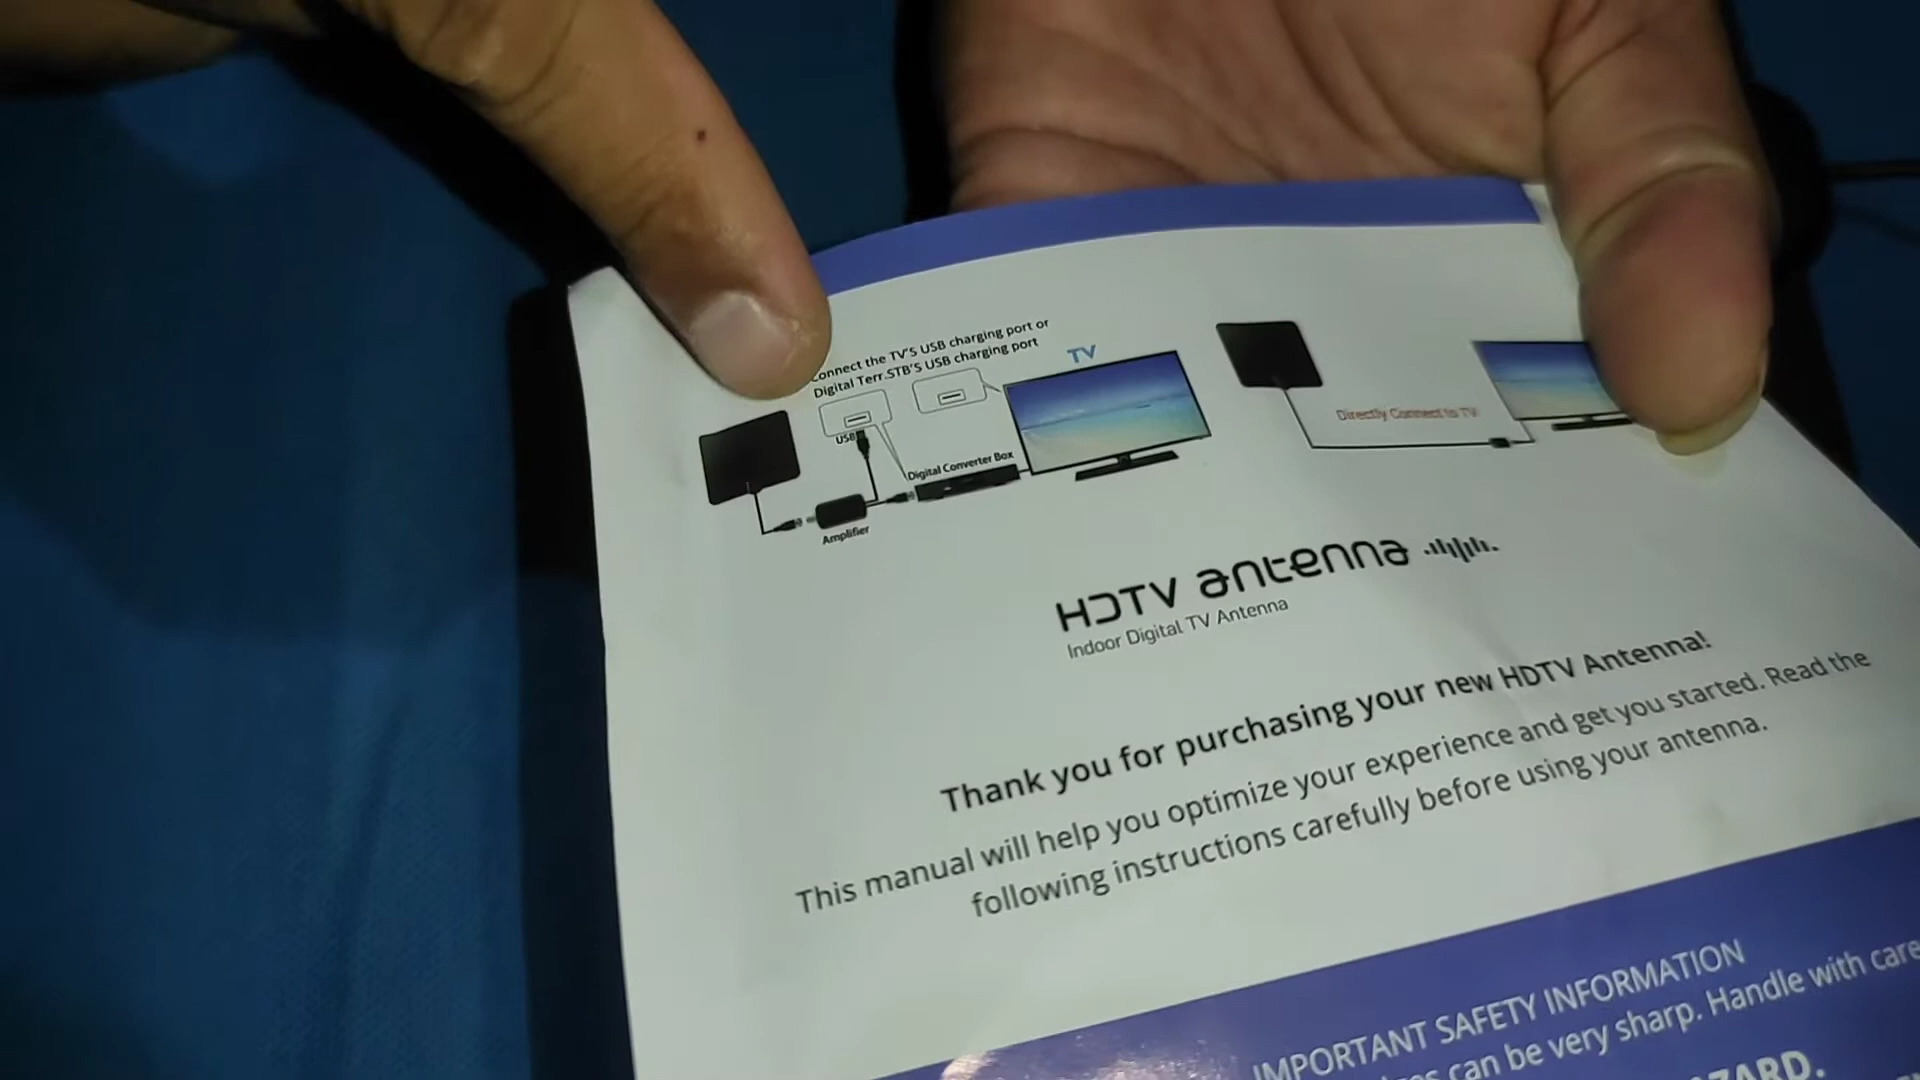 Connect the TV'S USB charging port or
Digital Terr.STB'S USB charging port
TV
USB
Digital Converter Box
Amplifier
Directly Connect to TV
HDTV antenna
Indoor Digital TV Antenna
Thank you for purchasing your new HDTV Antenna!
This manual will help you optimize your experience and get you started. Read the
following instructions carefully before using your antenna.
IMPORTANT SAFETY INFORMATION
can be very sharp. Handle with care